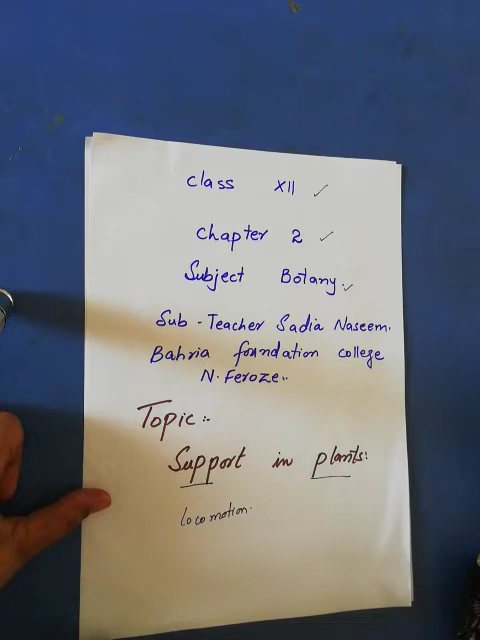 Class XII ✓
Chapter 2 ✓
Subject Botany. ✓
Sub - Teacher Sadia Naseem.
Bahria foundation college
N. Feroze..
Topic:-
Support in plants:
locomotion.